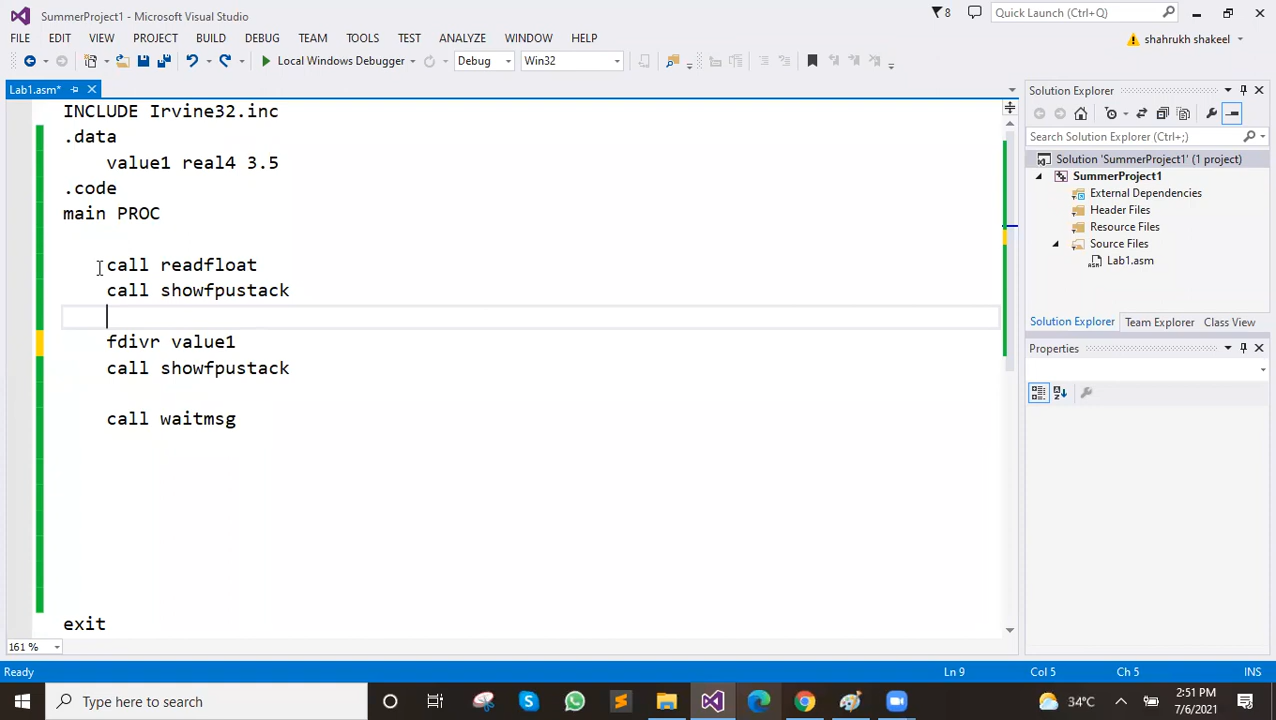 SummerProject1 - Microsoft Visual Studio
8
Quick Launch (Ctrl+Q)
FILE EDIT VIEW PROJECT BUILD DEBUG TEAM TOOLS TEST ANALYZE WINDOW HELP
shahrukh shakeel
Local Windows Debugger
Debug
Win32
Lab1.asm*
INCLUDE Irvine32.inc
.data
value1 real4 3.5
.code
main PROC
call readfloat
call showfpustack
fdivr value1
call showfpustack
call waitmsg
exit
161 %
Solution Explorer
Search Solution Explorer (Ctrl+;)
Solution 'SummerProject1' (1 project)
SummerProject1
External Dependencies
Header Files
Resource Files
Source Files
Lab1.asm
Solution Explorer Team Explorer Class View
Properties
Ready
Ln 9
Col 5
Ch 5
INS
Type here to search
34°C
2:51 PM
7/6/2021